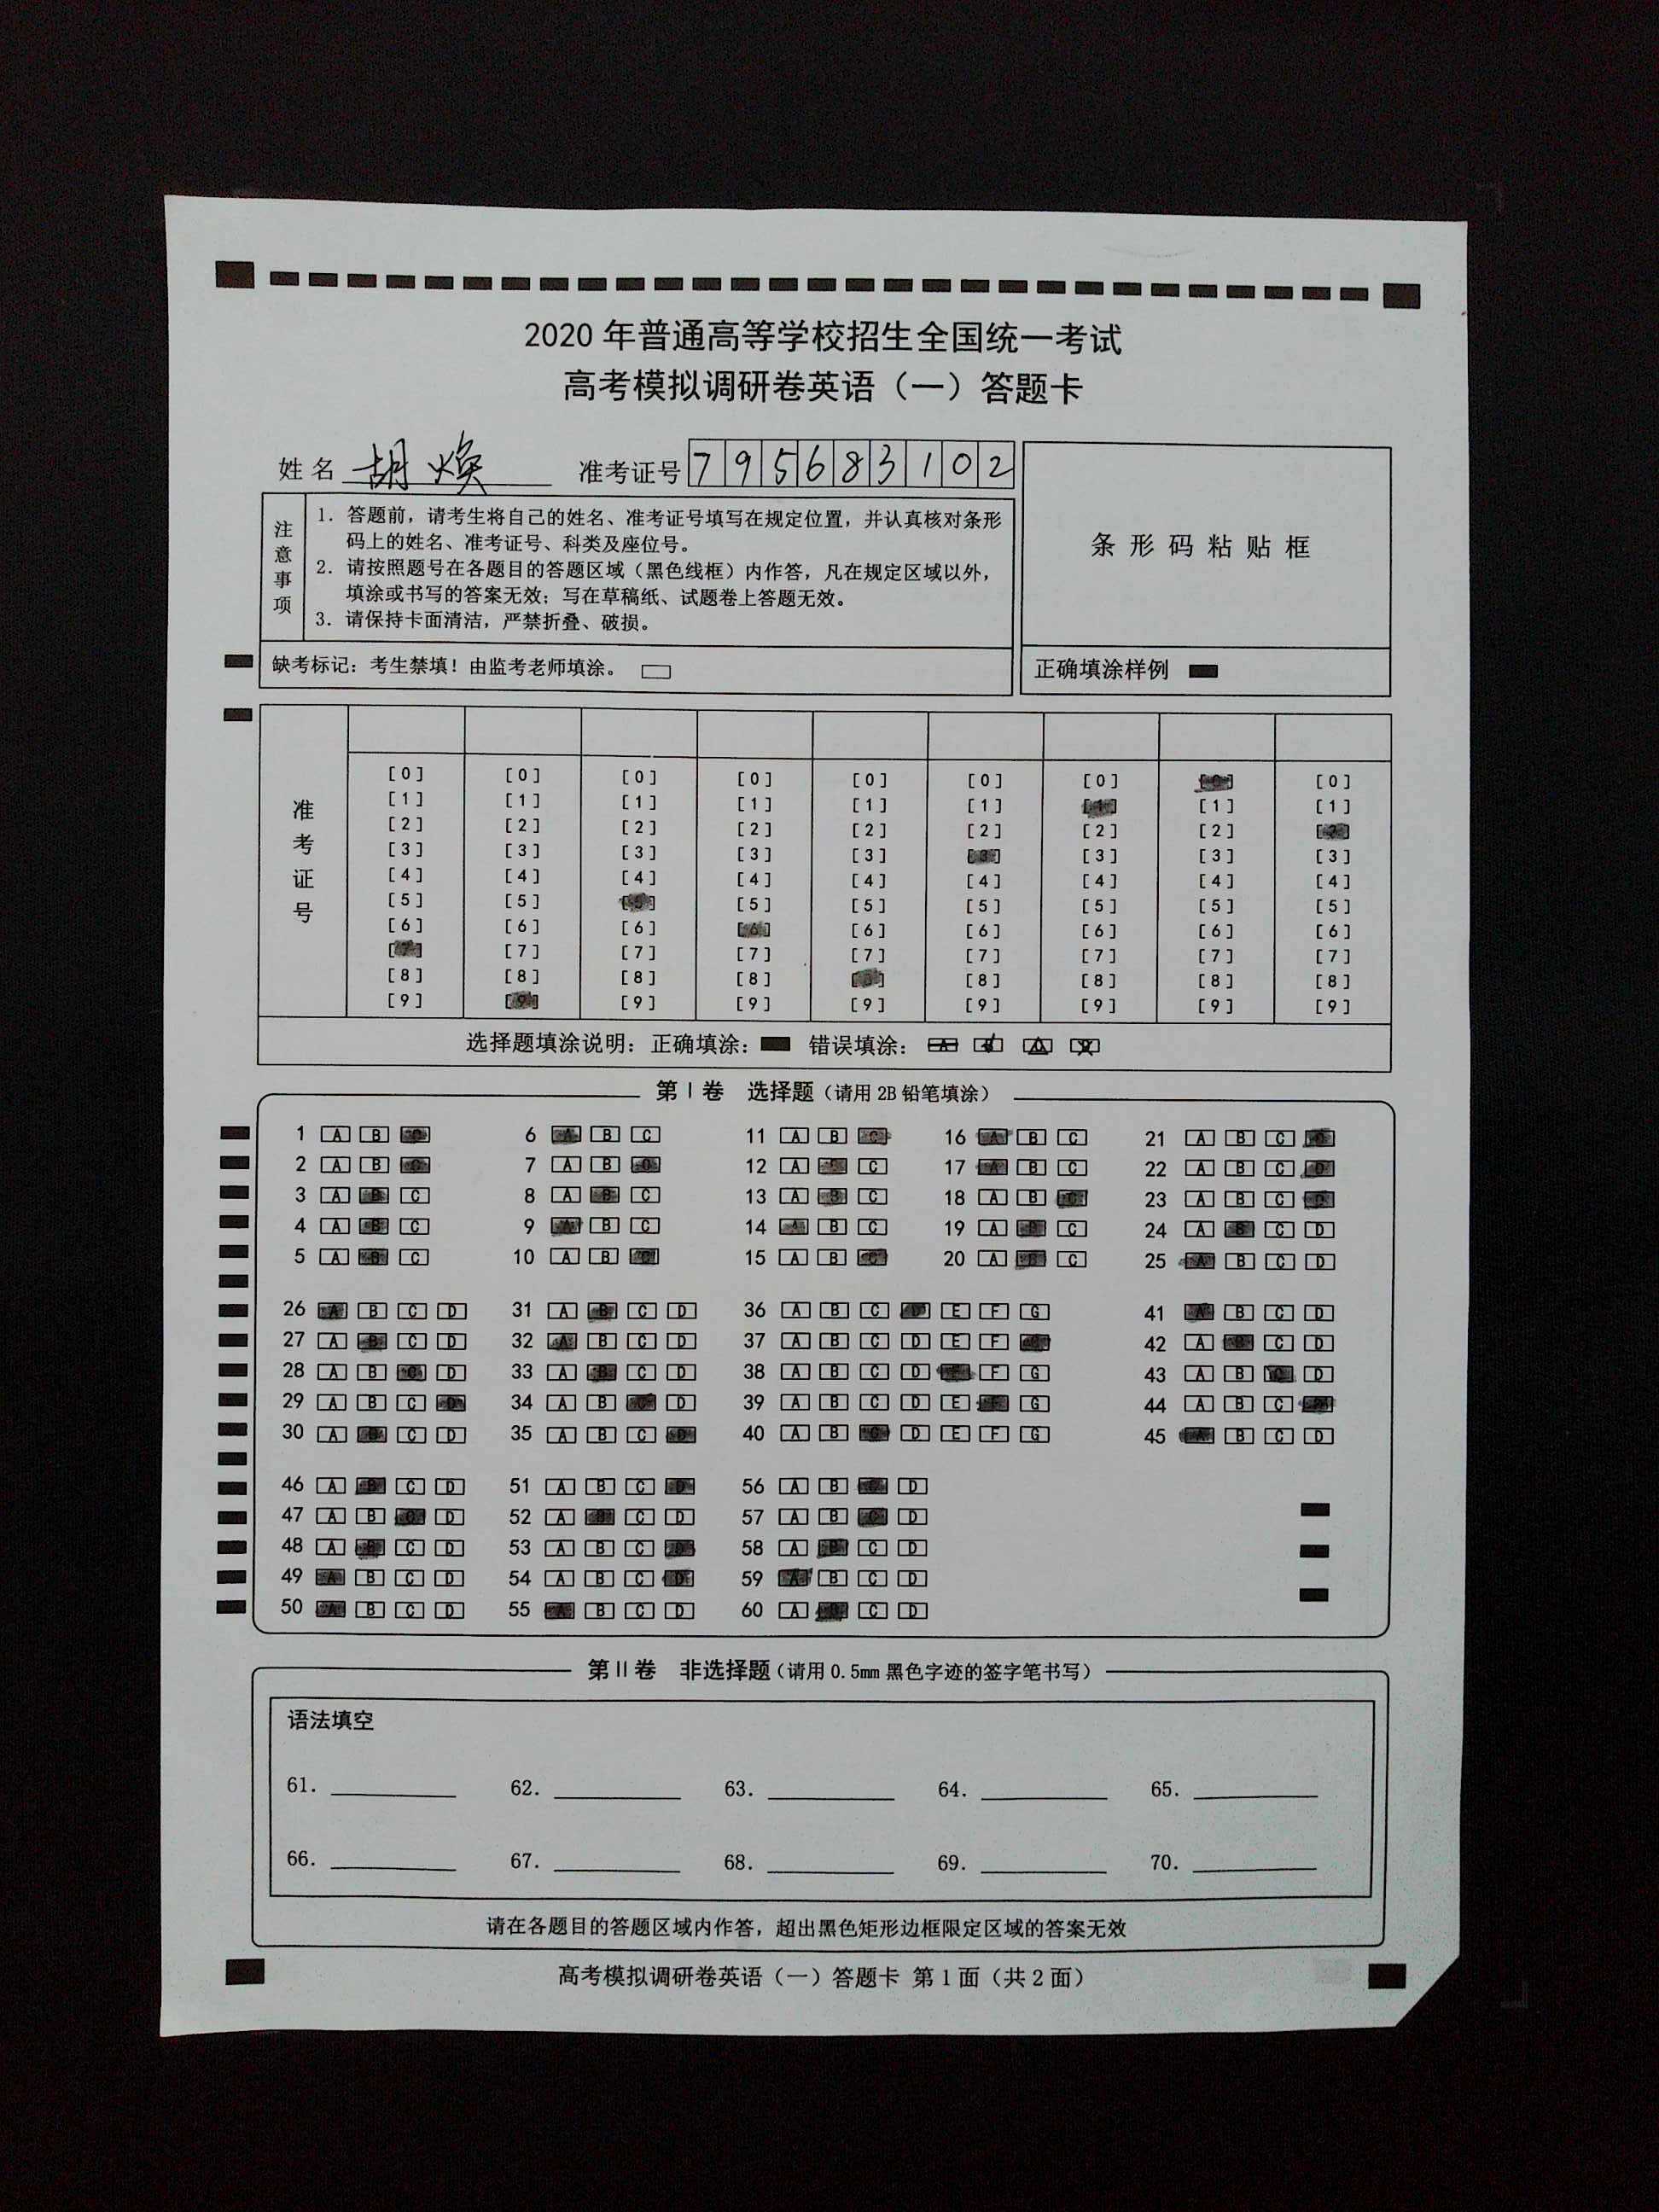 2020年普通高等学校招生全国统一考试
高考模拟调研卷英语（一）答题卡
姓名 胡焕 准考证号 7 9 5 6 8 3 1 0 2
注意事项
1. 答题前，请考生将自己的姓名、准考证号填写在规定位置，并认真核对条形
码上的姓名、准考证号、科类及座位号。
2. 请按照题号在各题目的答题区域（黑色线框）内作答，凡在规定区域以外，
填涂或书写的答案无效；写在草稿纸、试题卷上答题无效。
3. 请保持卡面清洁，严禁折叠、破损。
条形码粘贴框
缺考标记：考生禁填！由监考老师填涂。
正确填涂样例
准考证号
[0] [0] [0] [0] [0] [0] [0] [0] [0]
[1] [1] [1] [1] [1] [1] [1] [1] [1]
[2] [2] [2] [2] [2] [2] [2] [2] [2]
[3] [3] [3] [3] [3] [3] [3] [3] [3]
[4] [4] [4] [4] [4] [4] [4] [4] [4]
[5] [5] [5] [5] [5] [5] [5] [5] [5]
[6] [6] [6] [6] [6] [6] [6] [6] [6]
[7] [7] [7] [7] [7] [7] [7] [7] [7]
[8] [8] [8] [8] [8] [8] [8] [8] [8]
[9] [9] [9] [9] [9] [9] [9] [9] [9]
选择题填涂说明：正确填涂： 错误填涂： A B C D
第Ⅰ卷 选择题（请用2B铅笔填涂）
1 A B C 6 A B C 11 A B C 16 A B C 21 A B C D
2 A B C 7 A B C 12 A B C 17 A B C 22 A B C D
3 A B C 8 A B C 13 A B C 18 A B C 23 A B C D
4 A B C 9 A B C 14 A B C 19 A B C 24 A B C D
5 A B C 10 A B C 15 A B C 20 A B C 25 A B C D
26 A B C D 31 A B C D 36 A B C D E F G 41 A B C D
27 A B C D 32 A B C D 37 A B C D E F G 42 A B C D
28 A B C D 33 A B C D 38 A B C D E F G 43 A B C D
29 A B C D 34 A B C D 39 A B C D E F G 44 A B C D
30 A B C D 35 A B C D 40 A B C D E F G 45 A B C D
46 A B C D 51 A B C D 56 A B C D
47 A B C D 52 A B C D 57 A B C D
48 A B C D 53 A B C D 58 A B C D
49 A B C D 54 A B C D 59 A B C D
50 A B C D 55 A B C D 60 A B C D
第Ⅱ卷 非选择题（请用0.5mm黑色字迹的签字笔书写）
语法填空
61. 62. 63. 64. 65.
66. 67. 68. 69. 70.
请在各题目的答题区域内作答，超出黑色矩形边框限定区域的答案无效
高考模拟调研卷英语（一）答题卡 第1面（共2面）